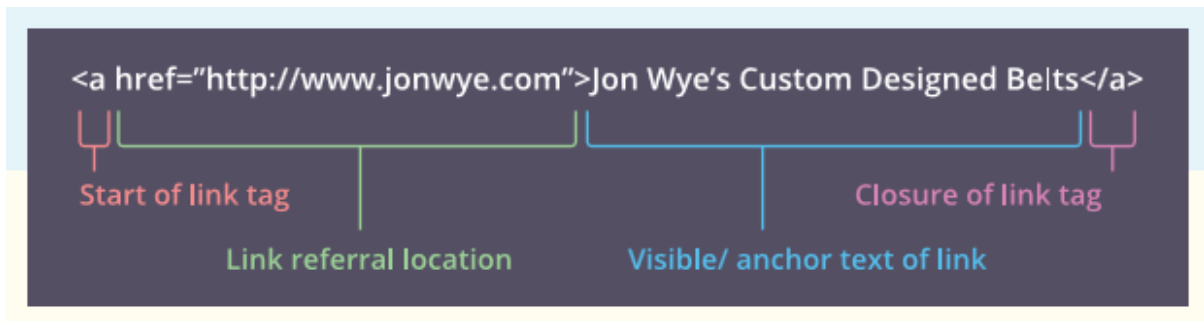 <a href=”http://www.jonwye.com”>Jon Wye’s Custom Designed Belts</a>
Start of link tag
Closure of link tag
Link referral location
Visible/ anchor text of link